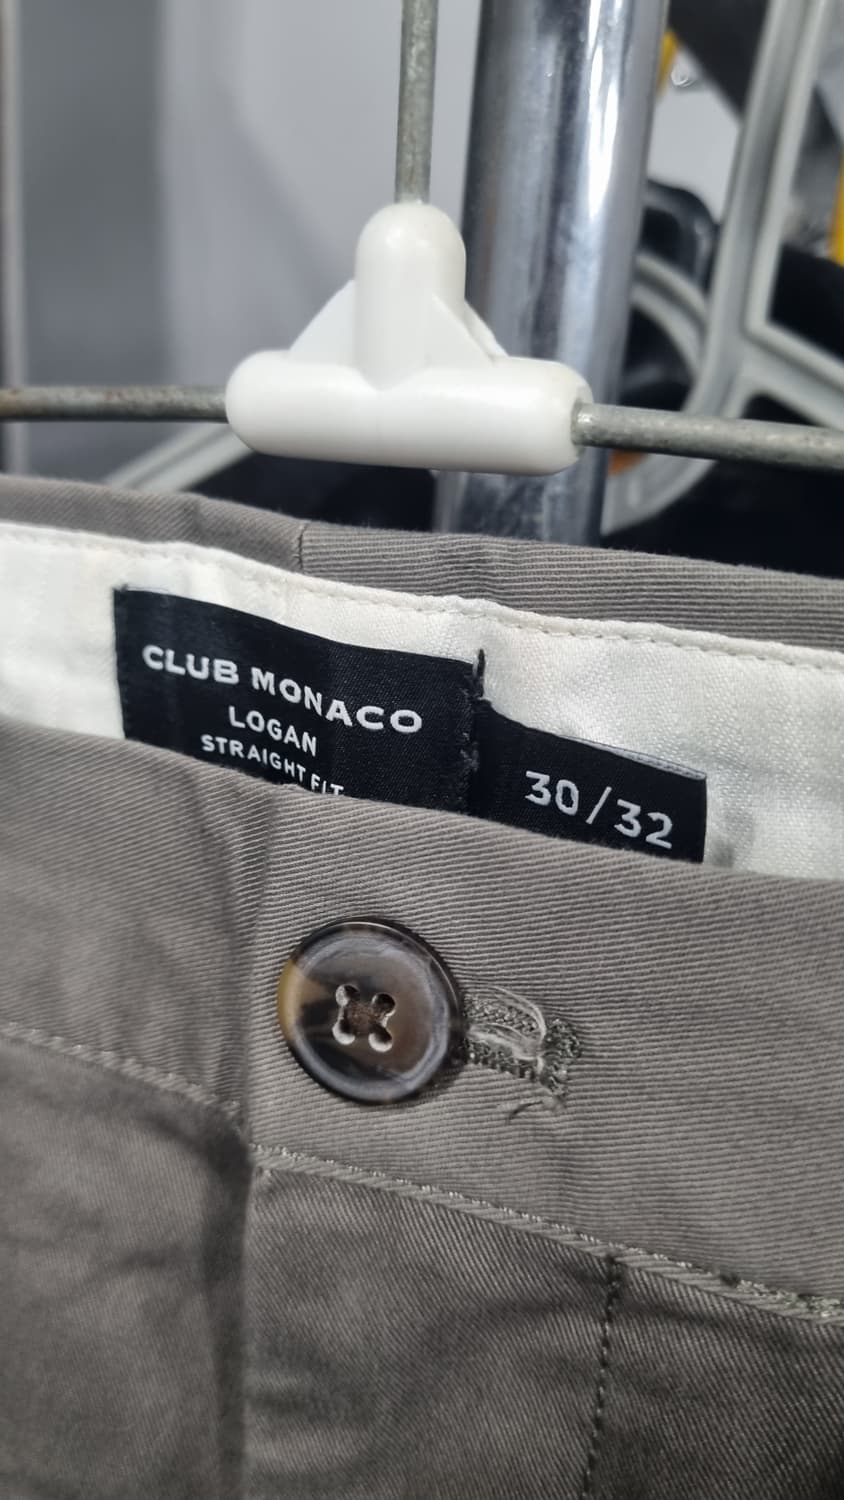 CLUB MONACO
LOGAN
STRAIGHT FIT
30/32